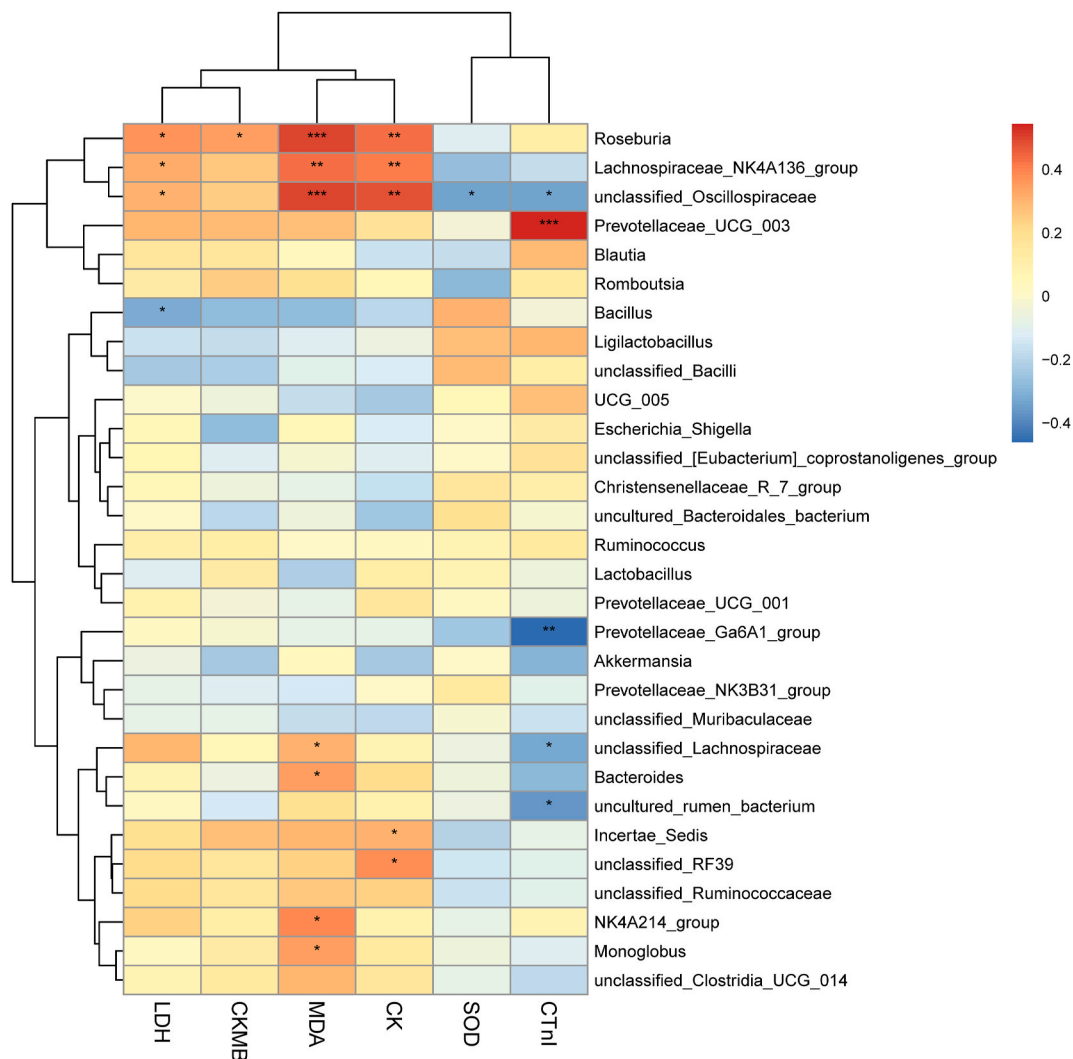 * * *** ** Roseburia
* ** ** Lachnospiraceae_NK4A136_group
* *** ** * * unclassified_Oscillospiraceae
*** Prevotellaceae_UCG_003
Blautia
Romboutsia
* Bacillus
Ligilactobacillus
unclassified_Bacilli
UCG_005
Escherichia_Shigella
unclassified_[Eubacterium]_coprostanoligenes_group
Christensenellaceae_R_7_group
uncultured_Bacteroidales_bacterium
Ruminococcus
Lactobacillus
Prevotellaceae_UCG_001
** Prevotellaceae_Ga6A1_group
Akkermansia
Prevotellaceae_NK3B31_group
unclassified_Muribaculaceae
* * unclassified_Lachnospiraceae
* Bacteroides
* uncultured_rumen_bacterium
* Incertae_Sedis
* unclassified_RF39
unclassified_Ruminococcaceae
* NK4A214_group
* Monoglobus
unclassified_Clostridia_UCG_014
LDH
CKMB
MDA
CK
SOD
CTnI
0.4
0.2
0
−0.2
−0.4